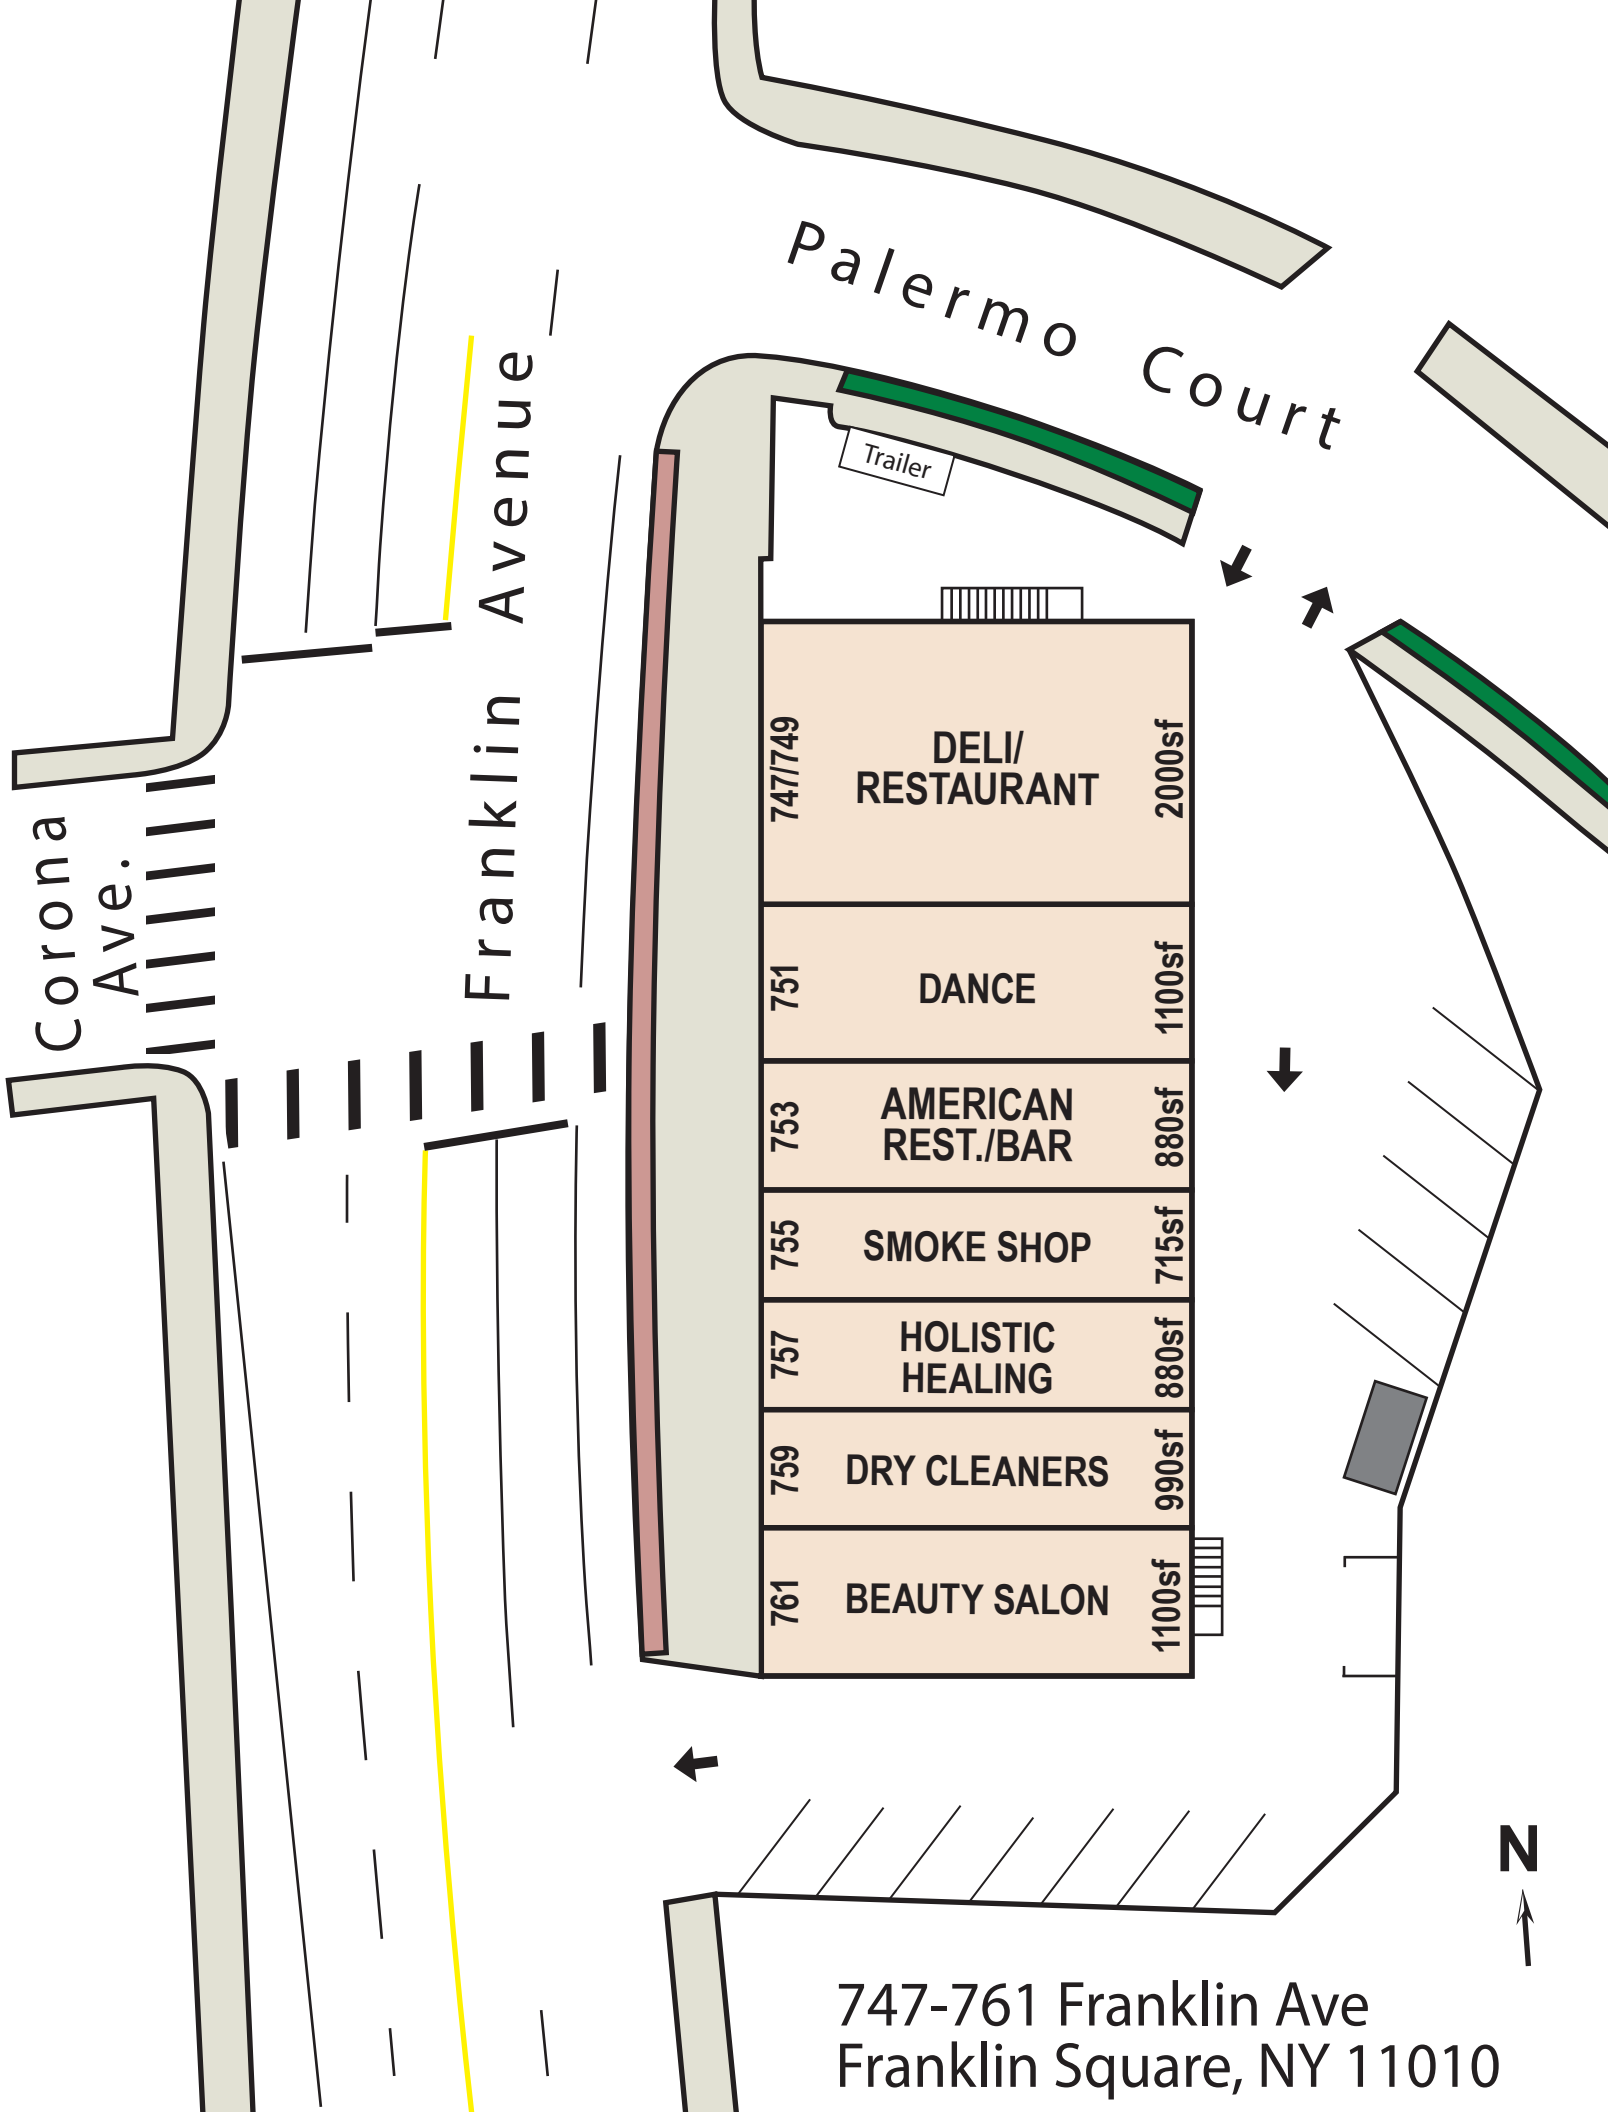 Palermo Court
Trailer
Franklin Avenue
Corona
Ave.
747/749
DELI/
RESTAURANT
2000sf
751
DANCE
1100sf
753
AMERICAN
REST./BAR
880sf
755
SMOKE SHOP
715sf
757
HOLISTIC
HEALING
880sf
759
DRY CLEANERS
990sf
761
BEAUTY SALON
1100sf
N
747-761 Franklin Ave
Franklin Square, NY 11010